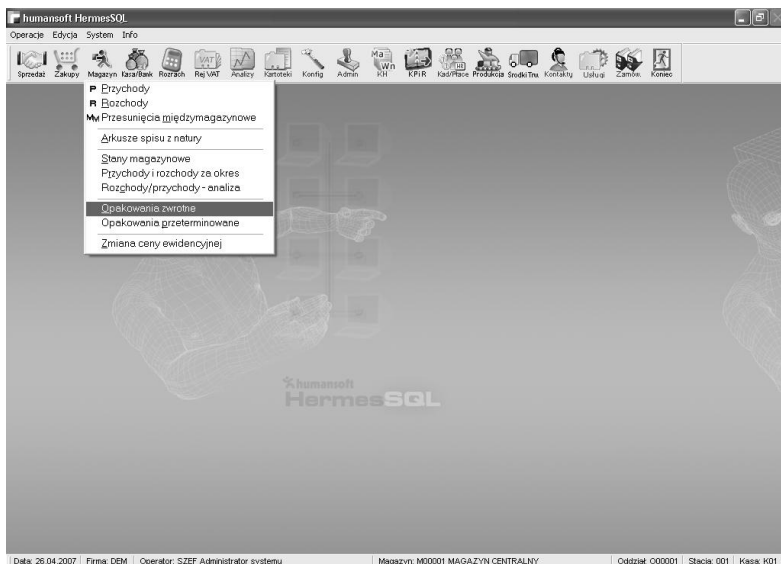 humansoft HermesSQL
Operacje Edycja System Info
Sprzedaż Zakupy Magazyn Kasa/Bank Rozrach Rej VAT Analizy Kartoteki Konfig Admin KH KPiR Kad/Płace Produkcja Środki Trw. Kontakty Usługi Zamów. Koniec
P Przychody
R Rozchody
MM Przesunięcia międzymagazynowe
Arkusze spisu z natury
Stany magazynowe
Przychody i rozchody za okres
Rozchody/przychody - analiza
Opakowania zwrotne
Opakowania przeterminowane
Zmiana ceny ewidencyjnej
humansoft
HermesSQL
Data: 26.04.2007 Firma: DEM Operator: SZEF Administrator systemu Magazyn: M00001 MAGAZYN CENTRALNY Oddział: O00001 Stacja: 001 Kasa: K01